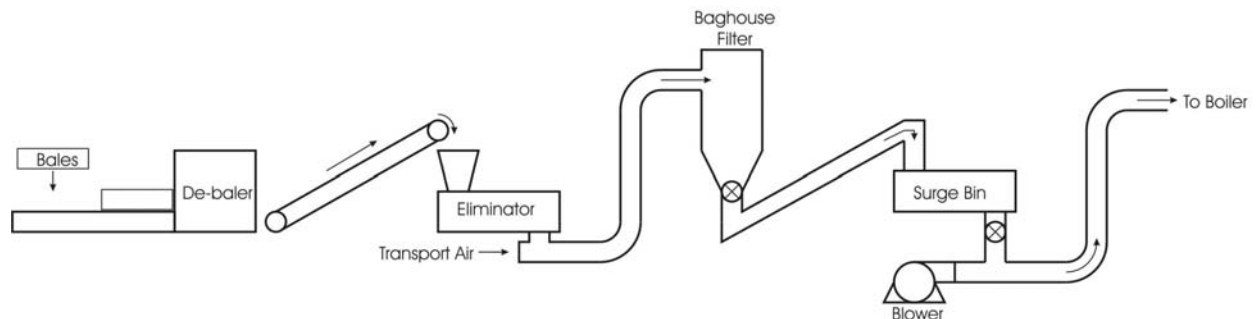 Bales
De-baler
Eliminator
Transport Air
Baghouse
Filter
Surge Bin
Blower
To Boiler